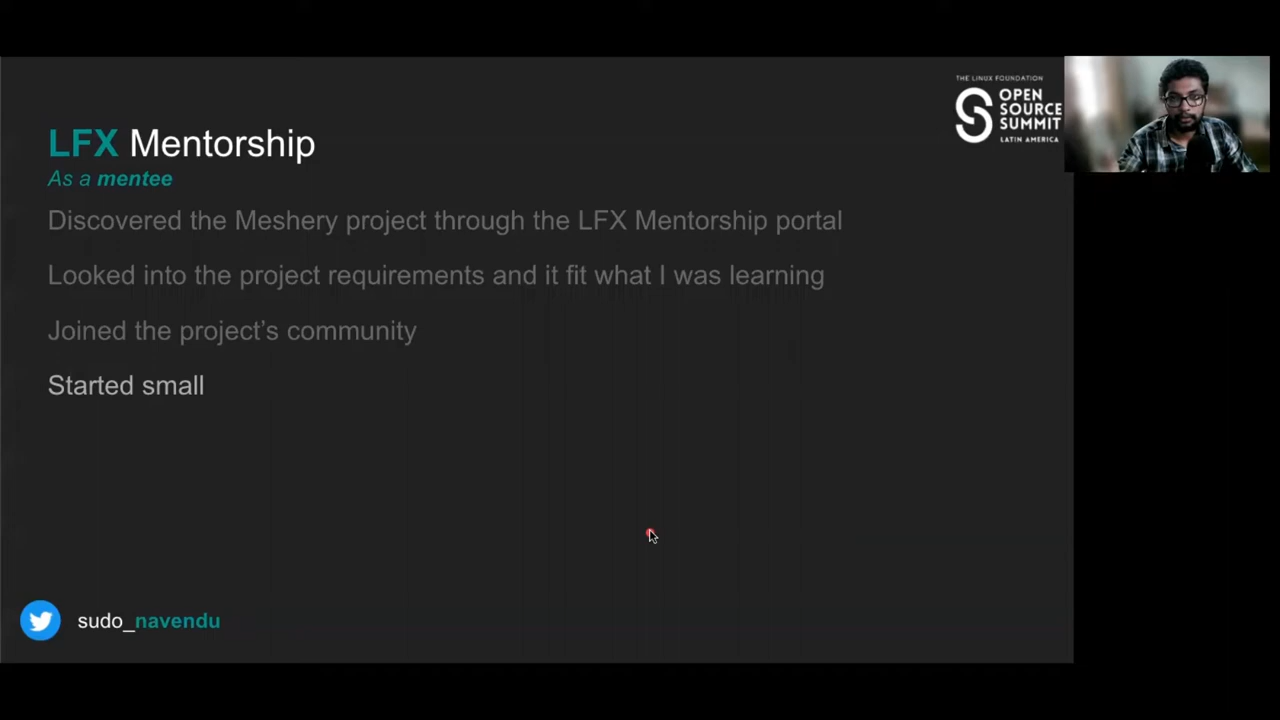 THE LINUX FOUNDATION
OPEN
SOURCE
SUMMIT
LATIN AMERICA
LFX Mentorship
As a mentee
Discovered the Meshery project through the LFX Mentorship portal
Looked into the project requirements and it fit what I was learning
Joined the project’s community
Started small
sudo_navendu